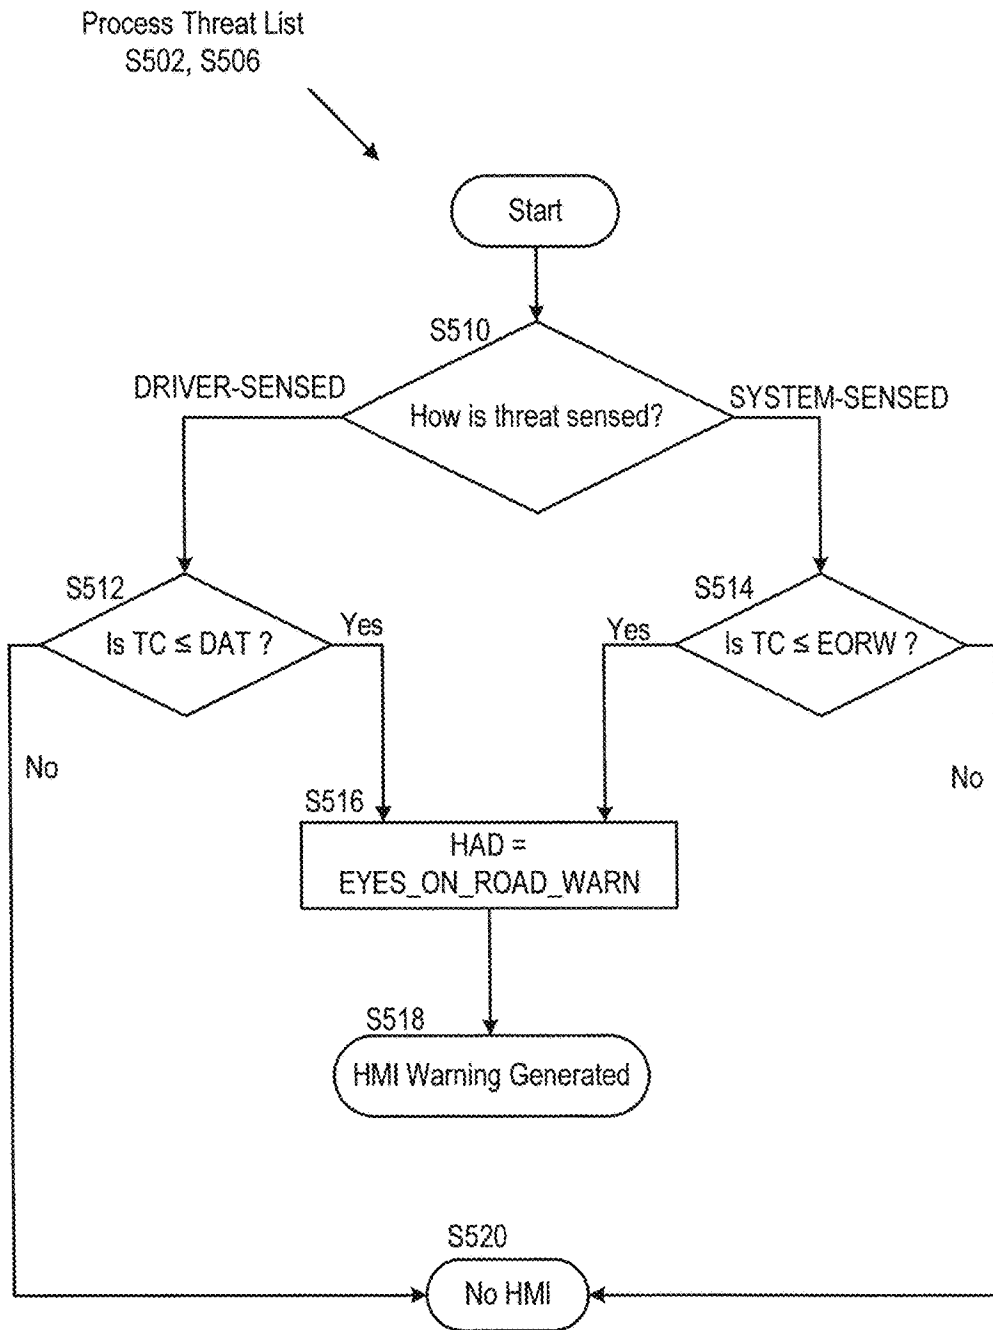 Process Threat List
S502, S506
Start
S510
DRIVER-SENSED
How is threat sensed?
SYSTEM-SENSED
S512
Is TC ≤ DAT ?
Yes
No
S514
Is TC ≤ EORW ?
Yes
No
S516
HAD =
EYES_ON_ROAD_WARN
S518
HMI Warning Generated
S520
No HMI